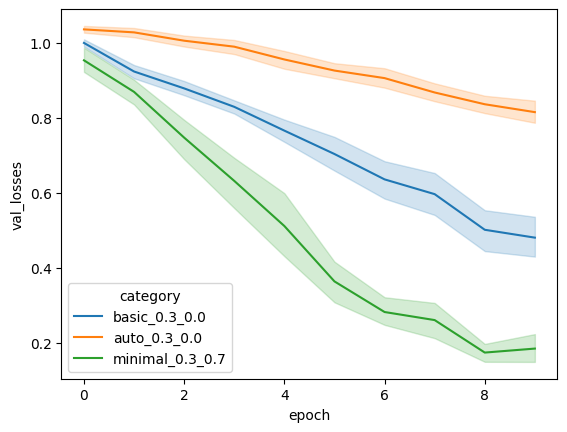 1.0
0.8
0.6
0.4
0.2
val_losses
category
basic_0.3_0.0
auto_0.3_0.0
minimal_0.3_0.7
0 2 4 6 8
epoch